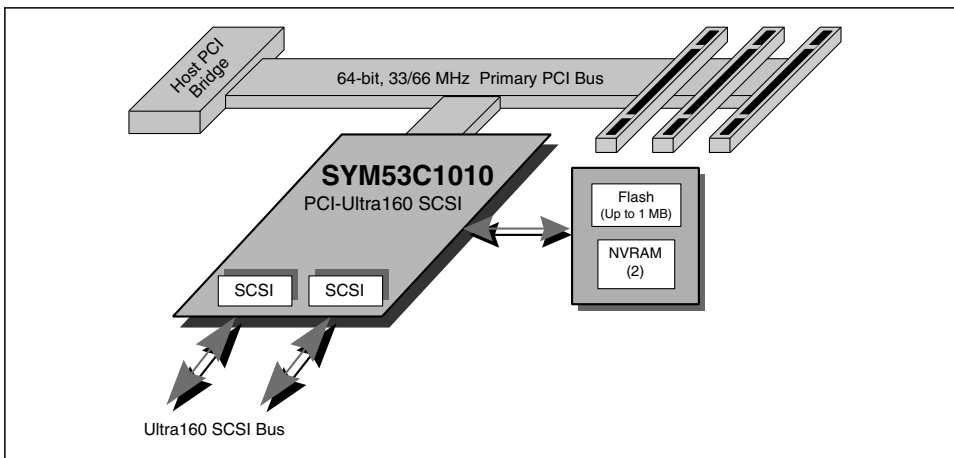 Host PCI
Bridge
64-bit, 33/66 MHz Primary PCI Bus
SYM53C1010
PCI-Ultra160 SCSI
Flash
(Up to 1 MB)
NVRAM
(2)
SCSI
SCSI
Ultra160 SCSI Bus